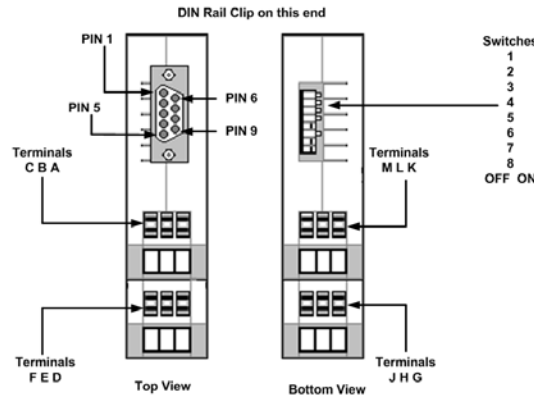 DIN Rail Clip on this end
PIN 1
PIN 6
PIN 5
PIN 9
Terminals
C B A
Terminals
F E D
Top View
Switches
1
2
3
4
5
6
7
8
OFF ON
Terminals
M L K
Terminals
J H G
Bottom View